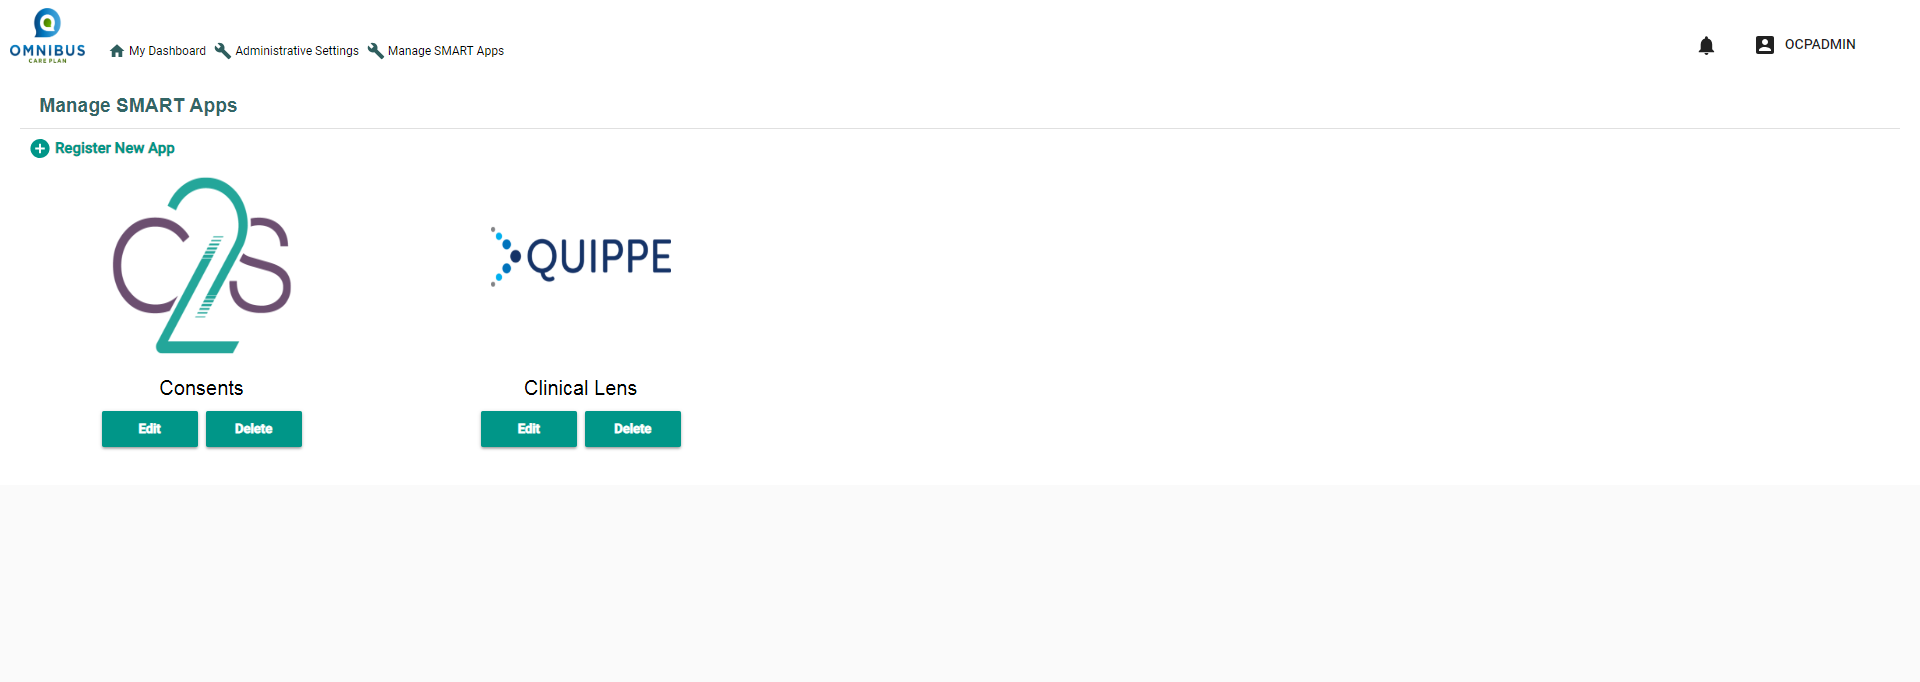 OMNIBUS
CARE PLAN
My Dashboard Administrative Settings Manage SMART Apps
OCPADMIN
Manage SMART Apps
Register New App
C2S
QUIPPE
Consents
Clinical Lens
Edit Delete
Edit Delete